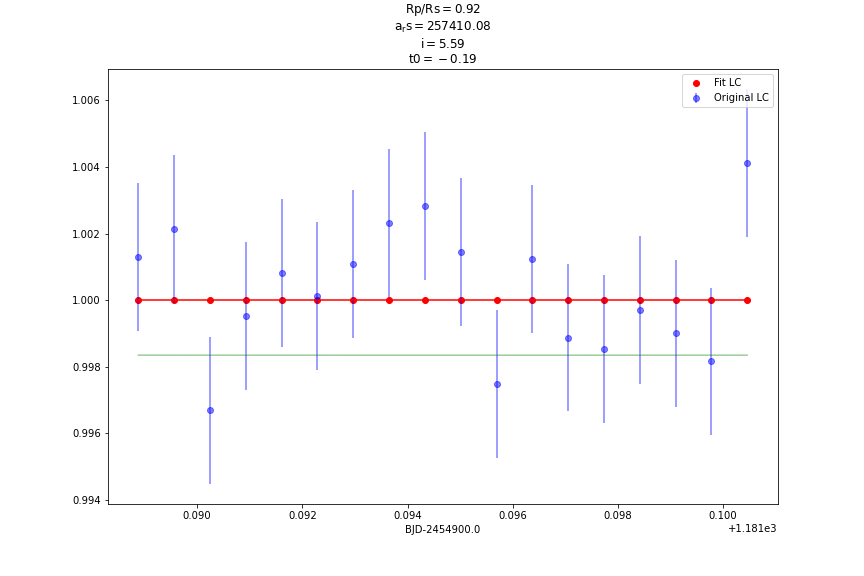 Rp/Rs = 0.92
aᵣs = 257410.08
i = 5.59
t0 = −0.19
Fit LC
Original LC
1.006
1.004
1.002
1.000
0.998
0.996
0.994
0.090 0.092 0.094 0.096 0.098 0.100
BJD-2454900.0
+1.181e3